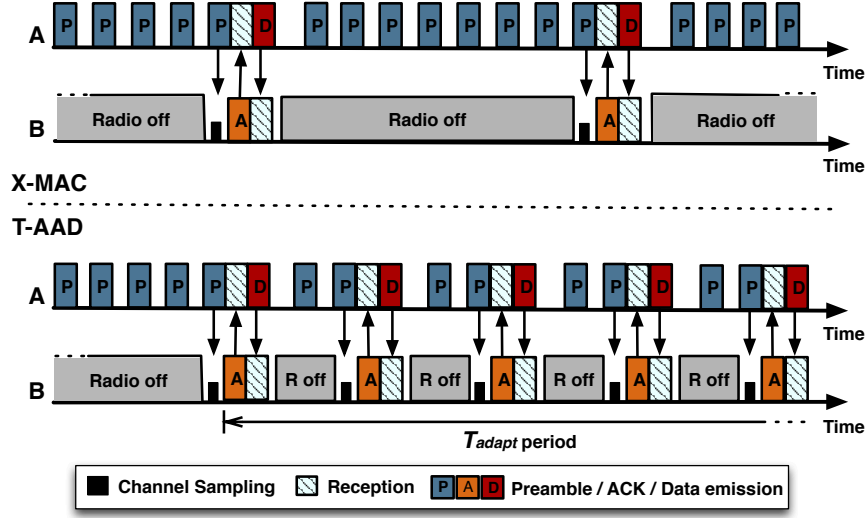 A P P P P P D P P P P P P P P D P P P P
Time
B Radio off A Radio off A Radio off
Time
X-MAC
T-AAD
A P P P P P D P P D P P D P P D P P D
Time
B Radio off A R off A R off A R off A R off A
Time
Tadapt period
Channel Sampling Reception P A D Preamble / ACK / Data emission